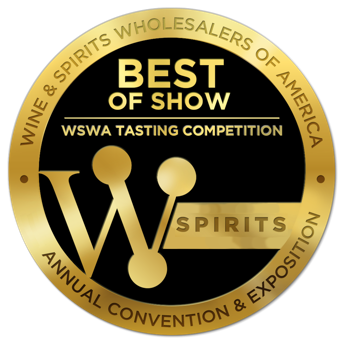 WINE & SPIRITS WHOLESALERS OF AMERICA
BEST
OF SHOW
WSWA TASTING COMPETITION
W
SPIRITS
ANNUAL CONVENTION & EXPOSITION